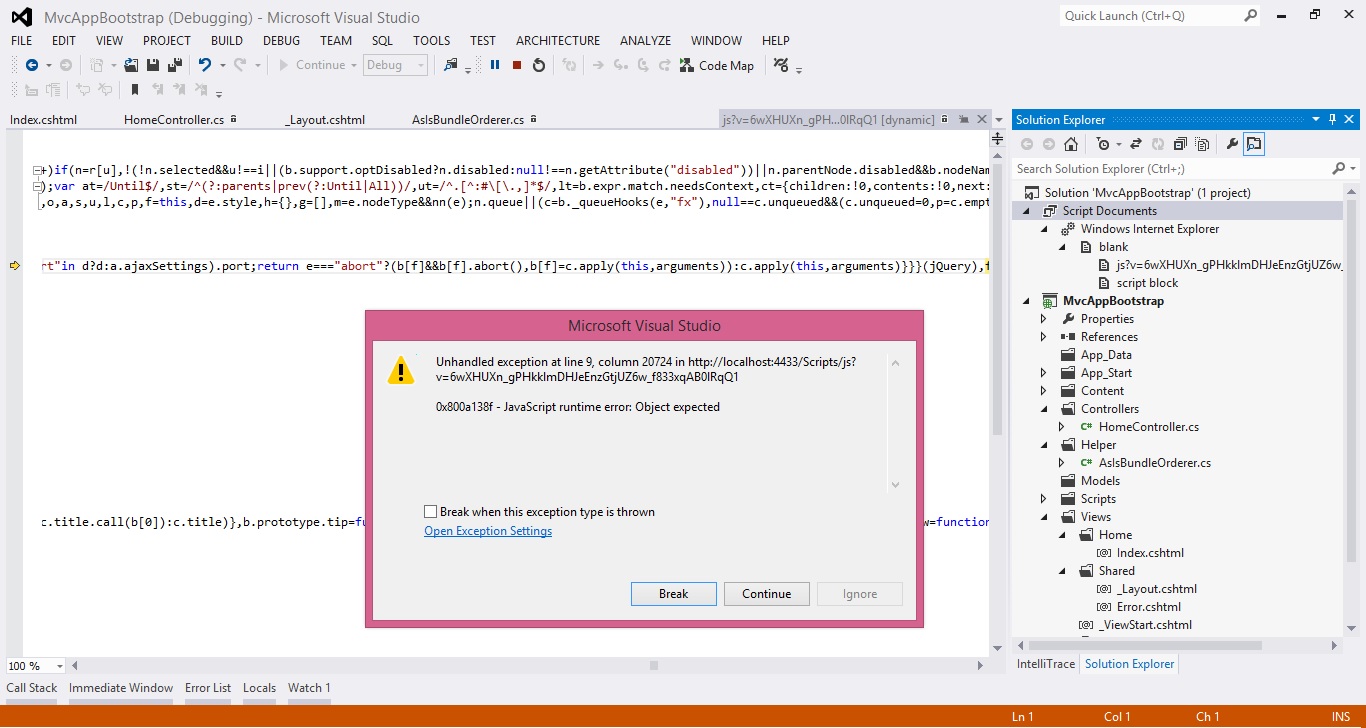 MvcAppBootstrap (Debugging) - Microsoft Visual Studio
Quick Launch (Ctrl+Q)
FILE EDIT VIEW PROJECT BUILD DEBUG TEAM SQL TOOLS TEST ARCHITECTURE ANALYZE WINDOW HELP
Continue Debug Code Map
Index.cshtml HomeController.cs _Layout.cshtml AsIsBundleOrderer.cs js?v=6wXHUXn_gPH...0lRqQ1 [dynamic]
+)if(n=r[u],!(!n.selected&&u!==i||(b.support.optDisabled?n.disabled:null!==n.getAttribute("disabled"))||n.parentNode.disabled&&b.nodeNam
);var at=/Until$/,st=/^(?:parents|prev(?:Until|All))/,ut=/^.[^:#\[\.,]*$/,lt=b.expr.match.needsContext,ct={children:!0,contents:!0,next:
,o,a,s,u,l,c,p,f=this,d=e.style,h={},g=[],m=e.nodeType&&nn(e);n.queue||(c=b._queueHooks(e,"fx"),null==c.unqueued&&(c.unqueued=0,p=c.empt
rt"in d?d:a.ajaxSettings).port;return e==="abort"?(b[f]&&b[f].abort(),b[f]=c.apply(this,arguments)):c.apply(this,arguments)}}}(jQuery),f
c.title.call(b[0]):c.title)},b.prototype.tip=fu
w=function
Microsoft Visual Studio
Unhandled exception at line 9, column 20724 in http://localhost:4433/Scripts/js?
v=6wXHUXn_gPHkklmDHJeEnzGtjUZ6w_f833xqAB0lRqQ1
0x800a138f - JavaScript runtime error: Object expected
Break when this exception type is thrown
Open Exception Settings
Break Continue Ignore
Solution Explorer
Search Solution Explorer (Ctrl+;)
Solution 'MvcAppBootstrap' (1 project)
Script Documents
Windows Internet Explorer
blank
js?v=6wXHUXn_gPHkklmDHJeEnzGtjUZ6w_
script block
MvcAppBootstrap
Properties
References
App_Data
App_Start
Content
Controllers
HomeController.cs
Helper
AsIsBundleOrderer.cs
Models
Scripts
Views
Home
Index.cshtml
Shared
_Layout.cshtml
Error.cshtml
_ViewStart.cshtml
IntelliTrace Solution Explorer
100 %
Call Stack Immediate Window Error List Locals Watch 1
Ln 1 Col 1 Ch 1 INS